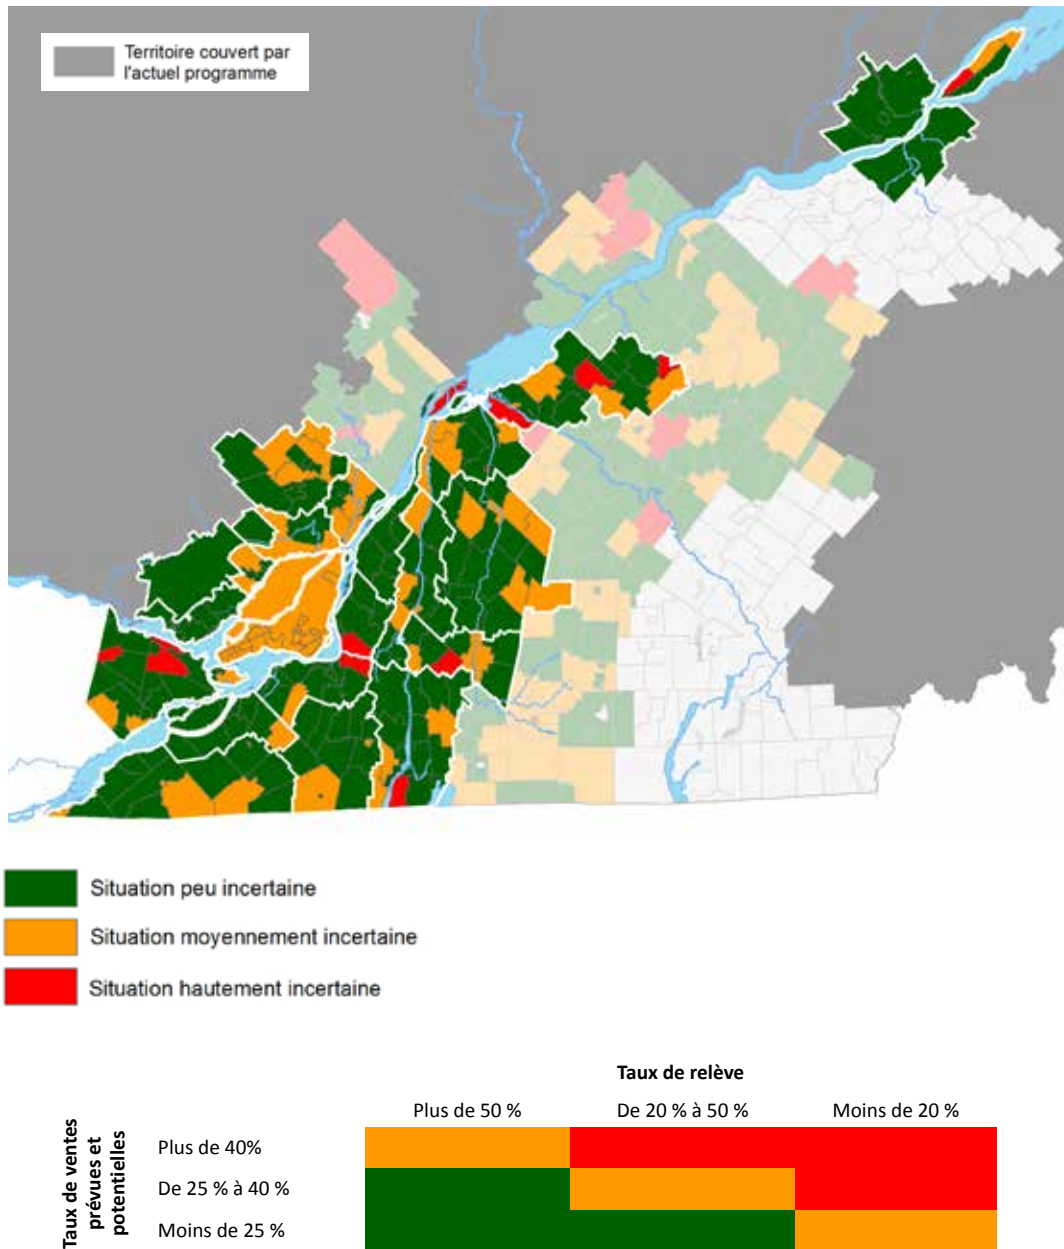 Territoire couvert par
l'actuel programme
Situation peu incertaine
Situation moyennement incertaine
Situation hautement incertaine
Taux de relève
Plus de 50 %
De 20 % à 50 %
Moins de 20 %
Taux de ventes
prévues et
potentielles
Plus de 40%
De 25 % à 40 %
Moins de 25 %